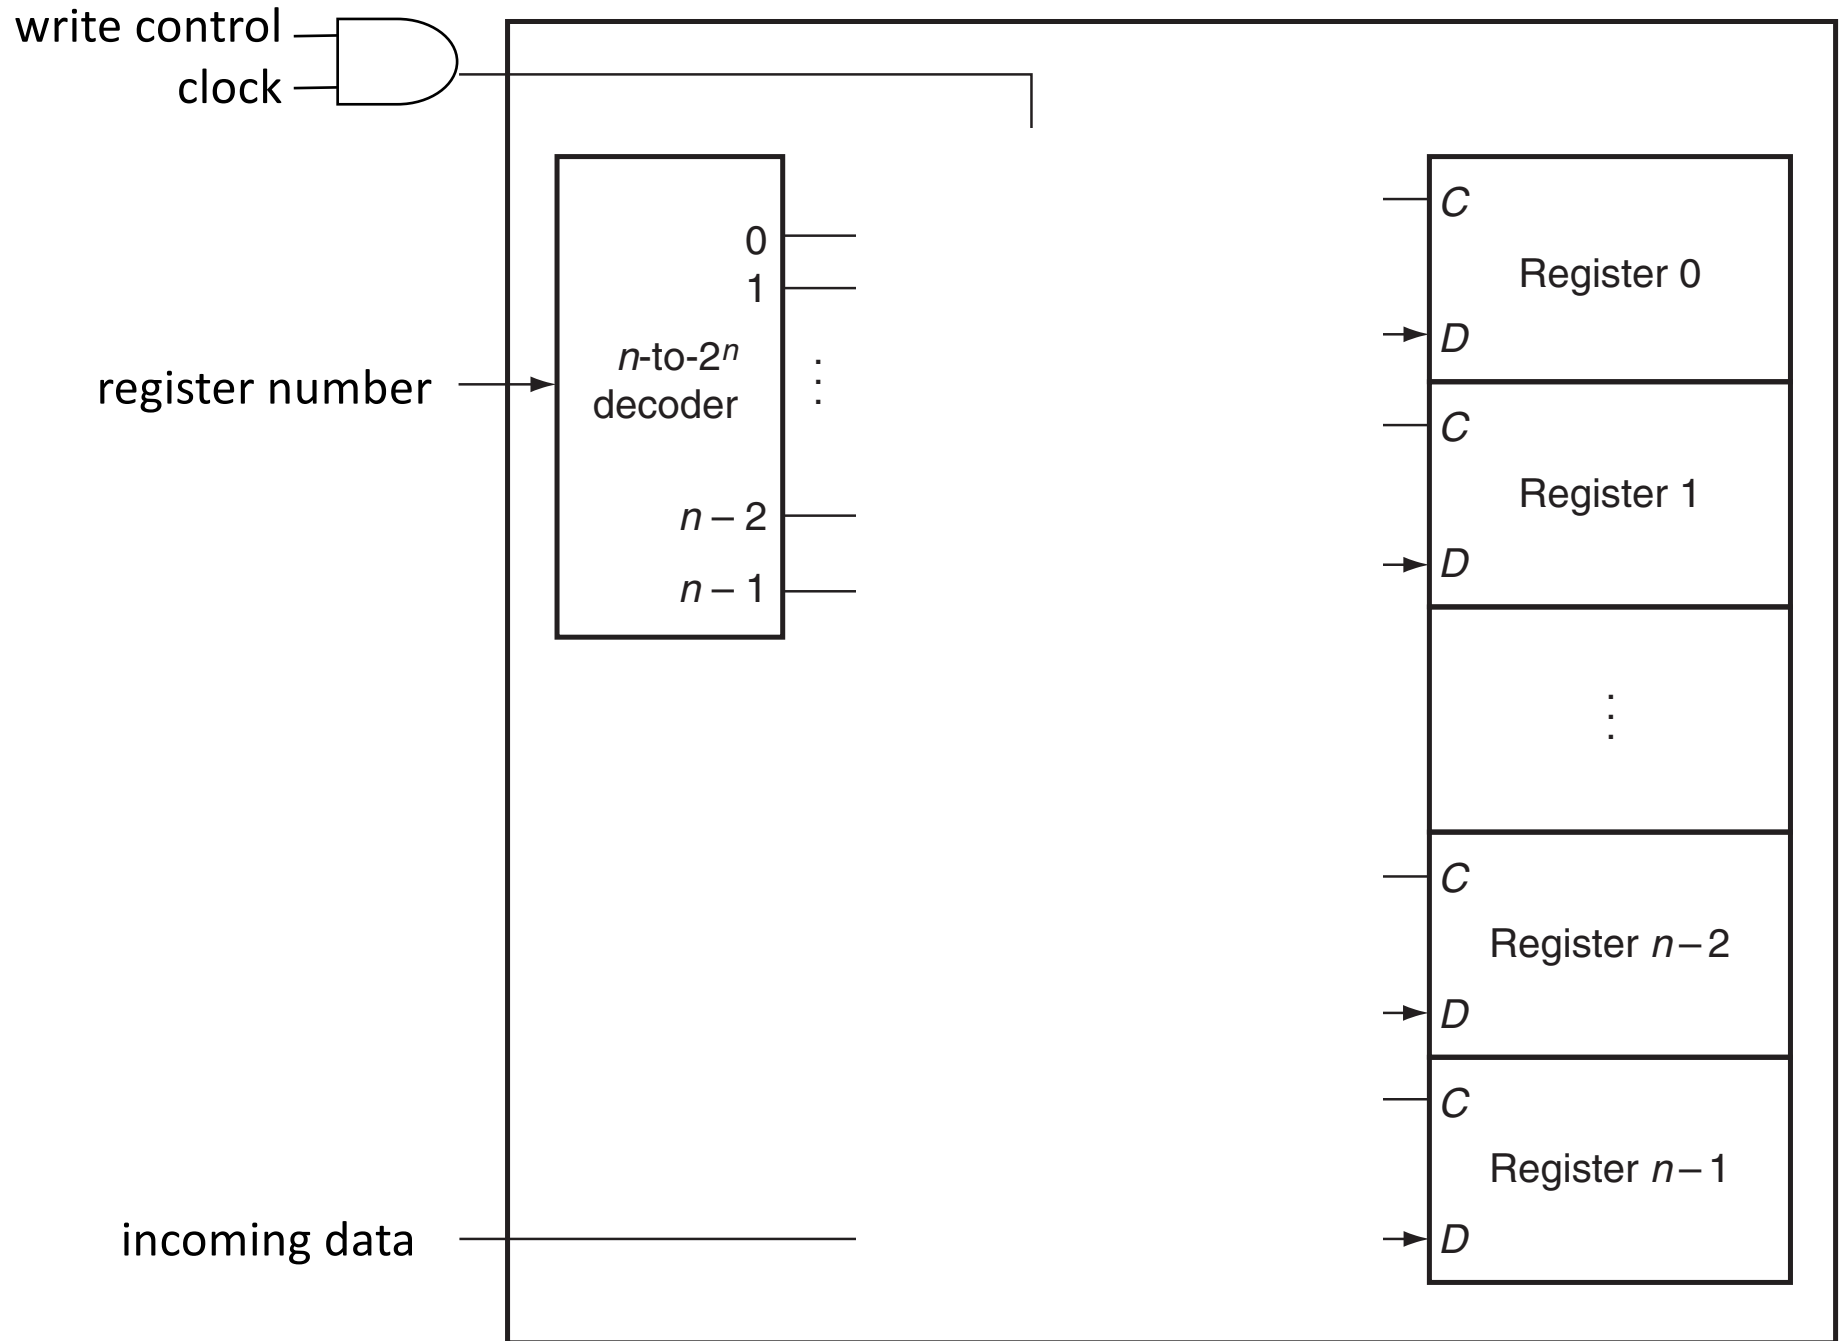 write control
clock
0
1
n-to-2ⁿ
decoder
register number
n – 2
n – 1
incoming data
C
Register 0
D
C
Register 1
D
C
Register n – 2
D
C
Register n – 1
D